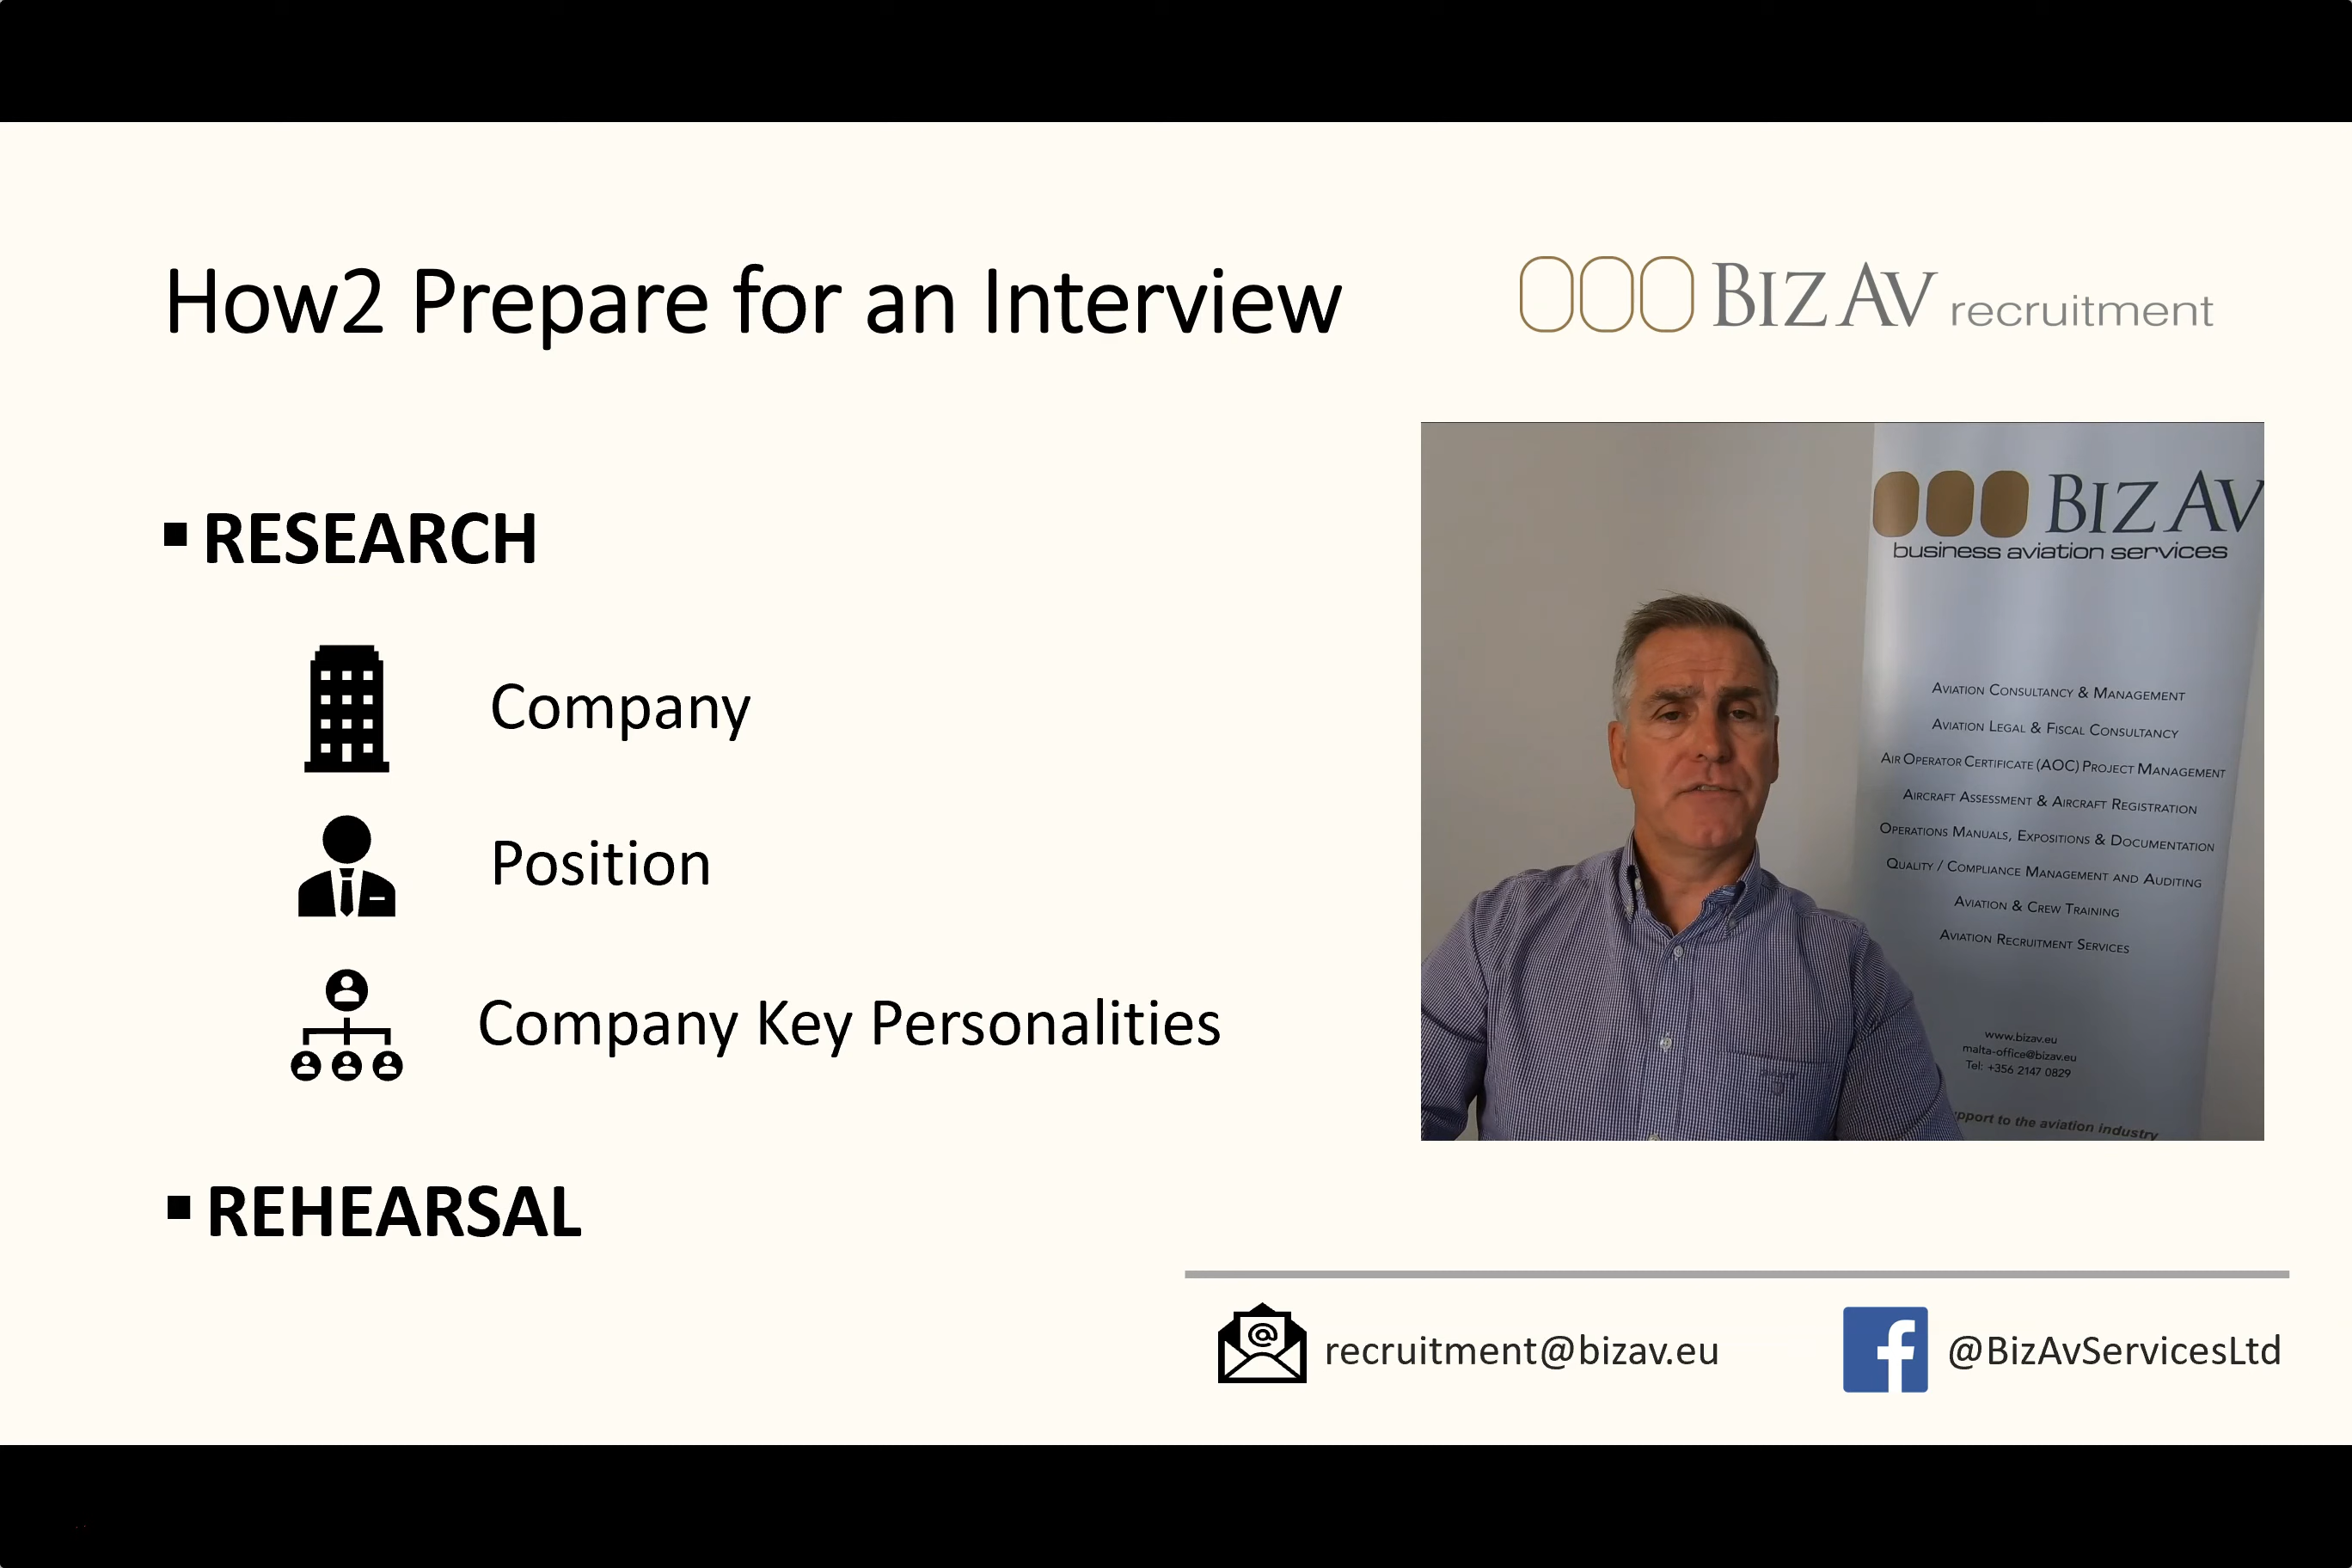 How2 Prepare for an Interview
BIZ AV recruitment
▪ RESEARCH
Company
Position
Company Key Personalities
▪ REHEARSAL
BIZ AV
business aviation services
AVIATION CONSULTANCY & MANAGEMENT
AVIATION LEGAL & FISCAL CONSULTANCY
AIR OPERATOR CERTIFICATE (AOC) PROJECT MANAGEMENT
AIRCRAFT ASSESSMENT & AIRCRAFT REGISTRATION
OPERATIONS MANUALS, EXPOSITIONS & DOCUMENTATION
QUALITY / COMPLIANCE MANAGEMENT AND AUDITING
AVIATION & CREW TRAINING
AVIATION RECRUITMENT SERVICES
www.bizav.eu
malta-office@bizav.eu
Tel: +356 2147 0829
pport to the aviation industry
recruitment@bizav.eu
@BizAvServicesLtd